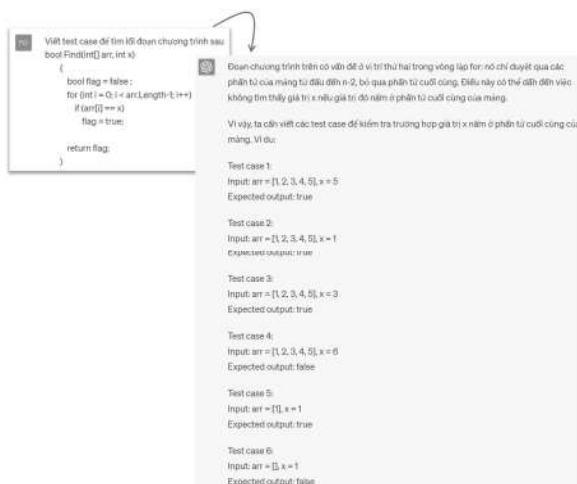 Viết test case để tìm lỗi đoạn chương trình sau
bool Find(int[] arr, int x)
{
bool flag = false ;
for (int i = 0; i < arr.Length-1; i++)
if (arr[i] == x)
flag = true;
return flag;
}
Đoạn chương trình trên có vấn đề ở vị trí thứ hai trong vòng lặp for: nó chỉ duyệt qua các
phần tử của mảng từ đầu đến n-2, bỏ qua phần tử cuối cùng. Điều này có thể dẫn đến việc
không tìm thấy giá trị x nếu giá trị đó nằm ở phần tử cuối cùng của mảng.
Vì vậy, ta cần viết các test case để kiểm tra trường hợp giá trị x nằm ở phần tử cuối cùng của
mảng. Ví dụ:
Test case 1:
Input: arr = [1, 2, 3, 4, 5], x = 5
Expected output: true
Test case 2:
Input: arr = [1, 2, 3, 4, 5], x = 1
Expected output: true
Test case 3:
Input: arr = [1, 2, 3, 4, 5], x = 3
Expected output: true
Test case 4:
Input: arr = [1, 2, 3, 4, 5], x = 6
Expected output: false
Test case 5:
Input: arr = [1], x = 1
Expected output: true
Test case 6:
Input: arr = [], x = 1
Expected output: false